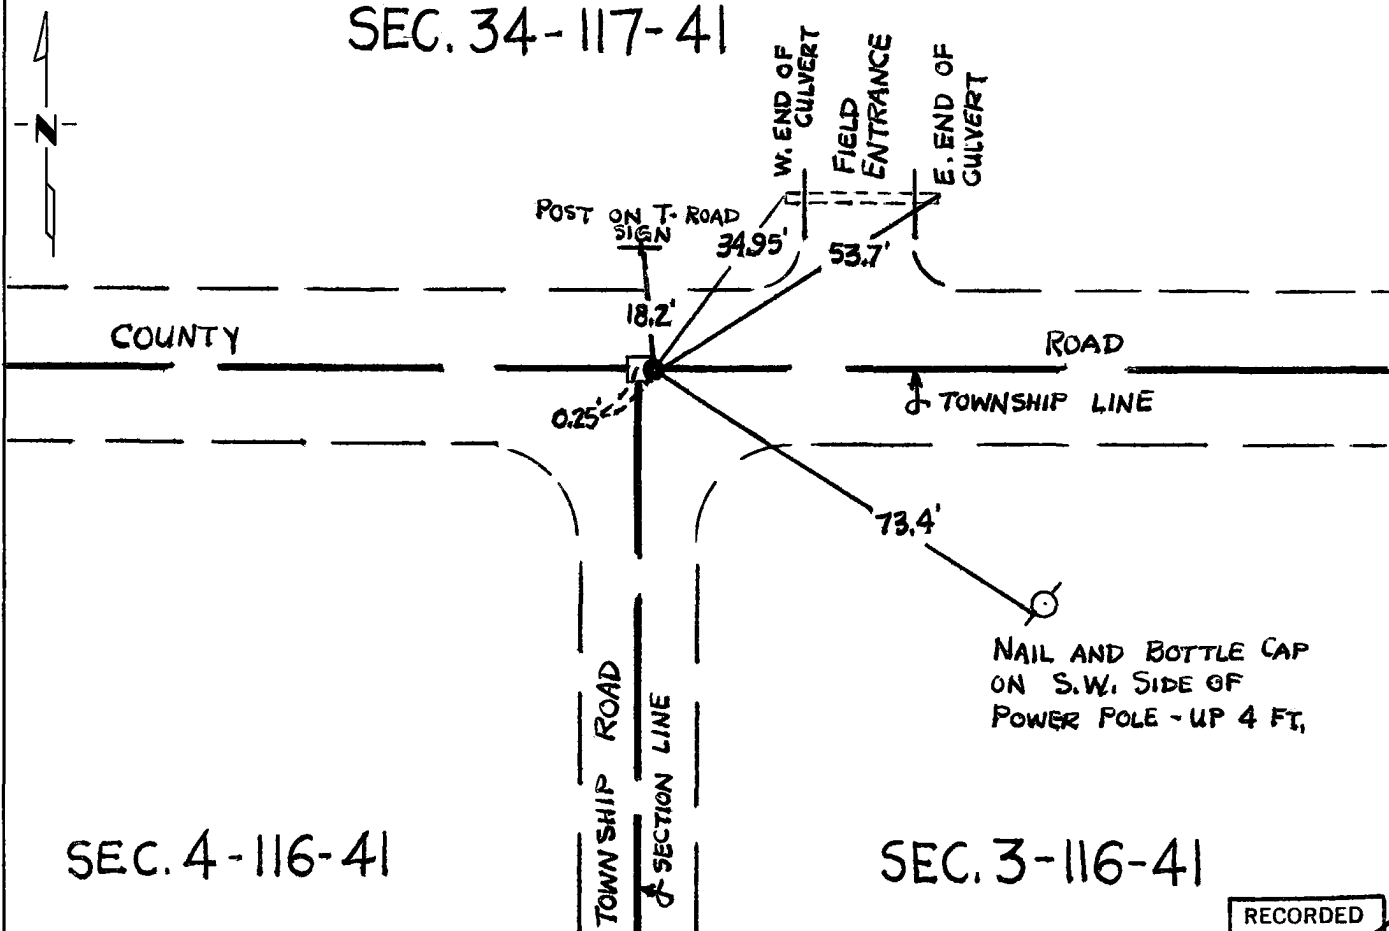 SEC. 34-117-41
N
W. END OF
CULVERT
FIELD
ENTRANCE
E. END OF
CULVERT
POST ON T-ROAD
SIGN
34.95'
53.7'
18.2'
COUNTY
ROAD
0.25'
TOWNSHIP LINE
73.4'
NAIL AND BOTTLE CAP
ON S.W. SIDE OF
POWER POLE - UP 4 FT.
TOWNSHIP ROAD
SECTION LINE
SEC. 4-116-41
SEC. 3-116-41
RECORDED